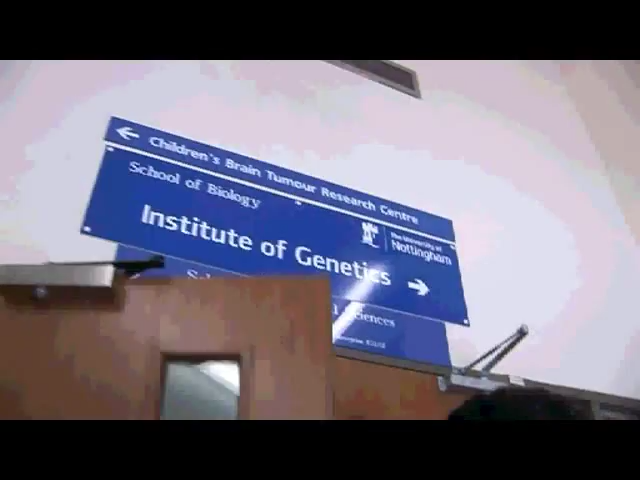 Children's Brain Tumour Research Centre
School of Biology
The University of
Nottingham
Institute of Genetics
Sciences